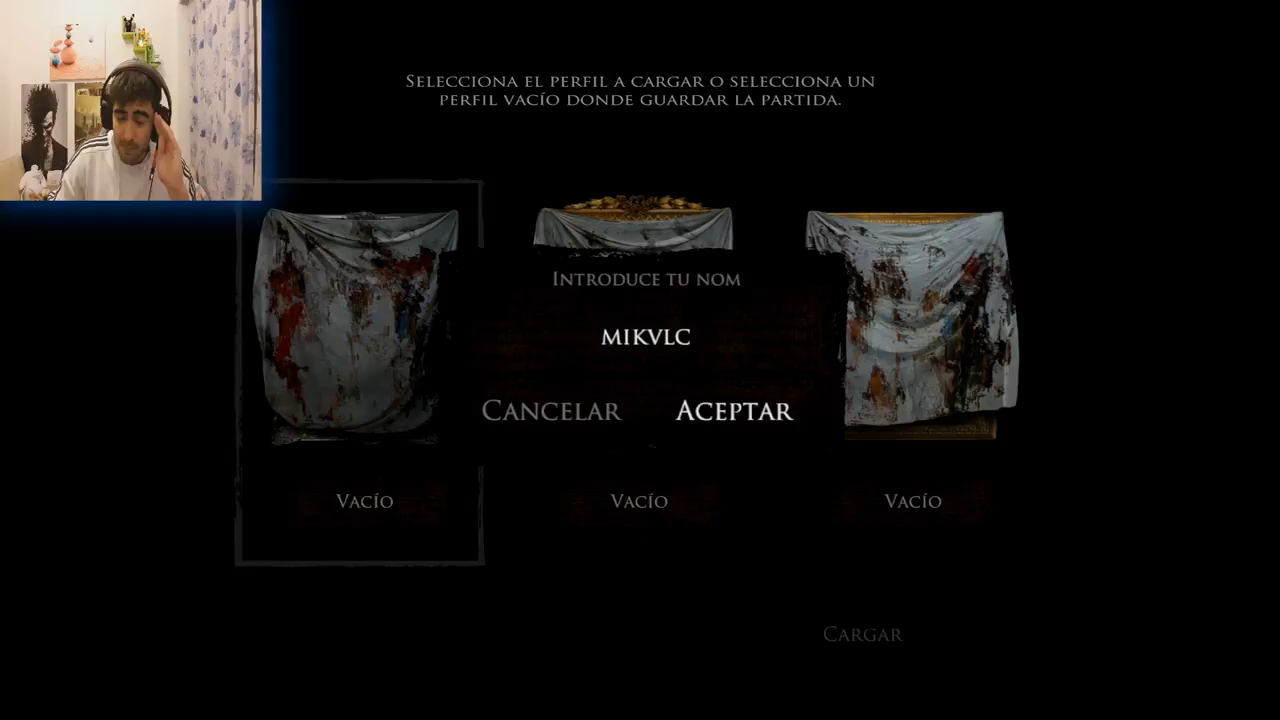 Selecciona el perfil a cargar o selecciona un
perfil vacío donde guardar la partida.
Introduce tu nom
MIKVLC
Cancelar Aceptar
Vacío Vacío Vacío
Cargar